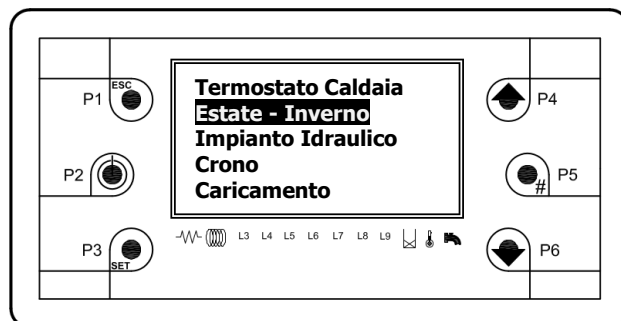 ESC
P1
P2
P3
SET
Termostato Caldaia
Estate - Inverno
Impianto Idraulico
Crono
Caricamento
L3 L4 L5 L6 L7 L8 L9
P4
P5
#
P6